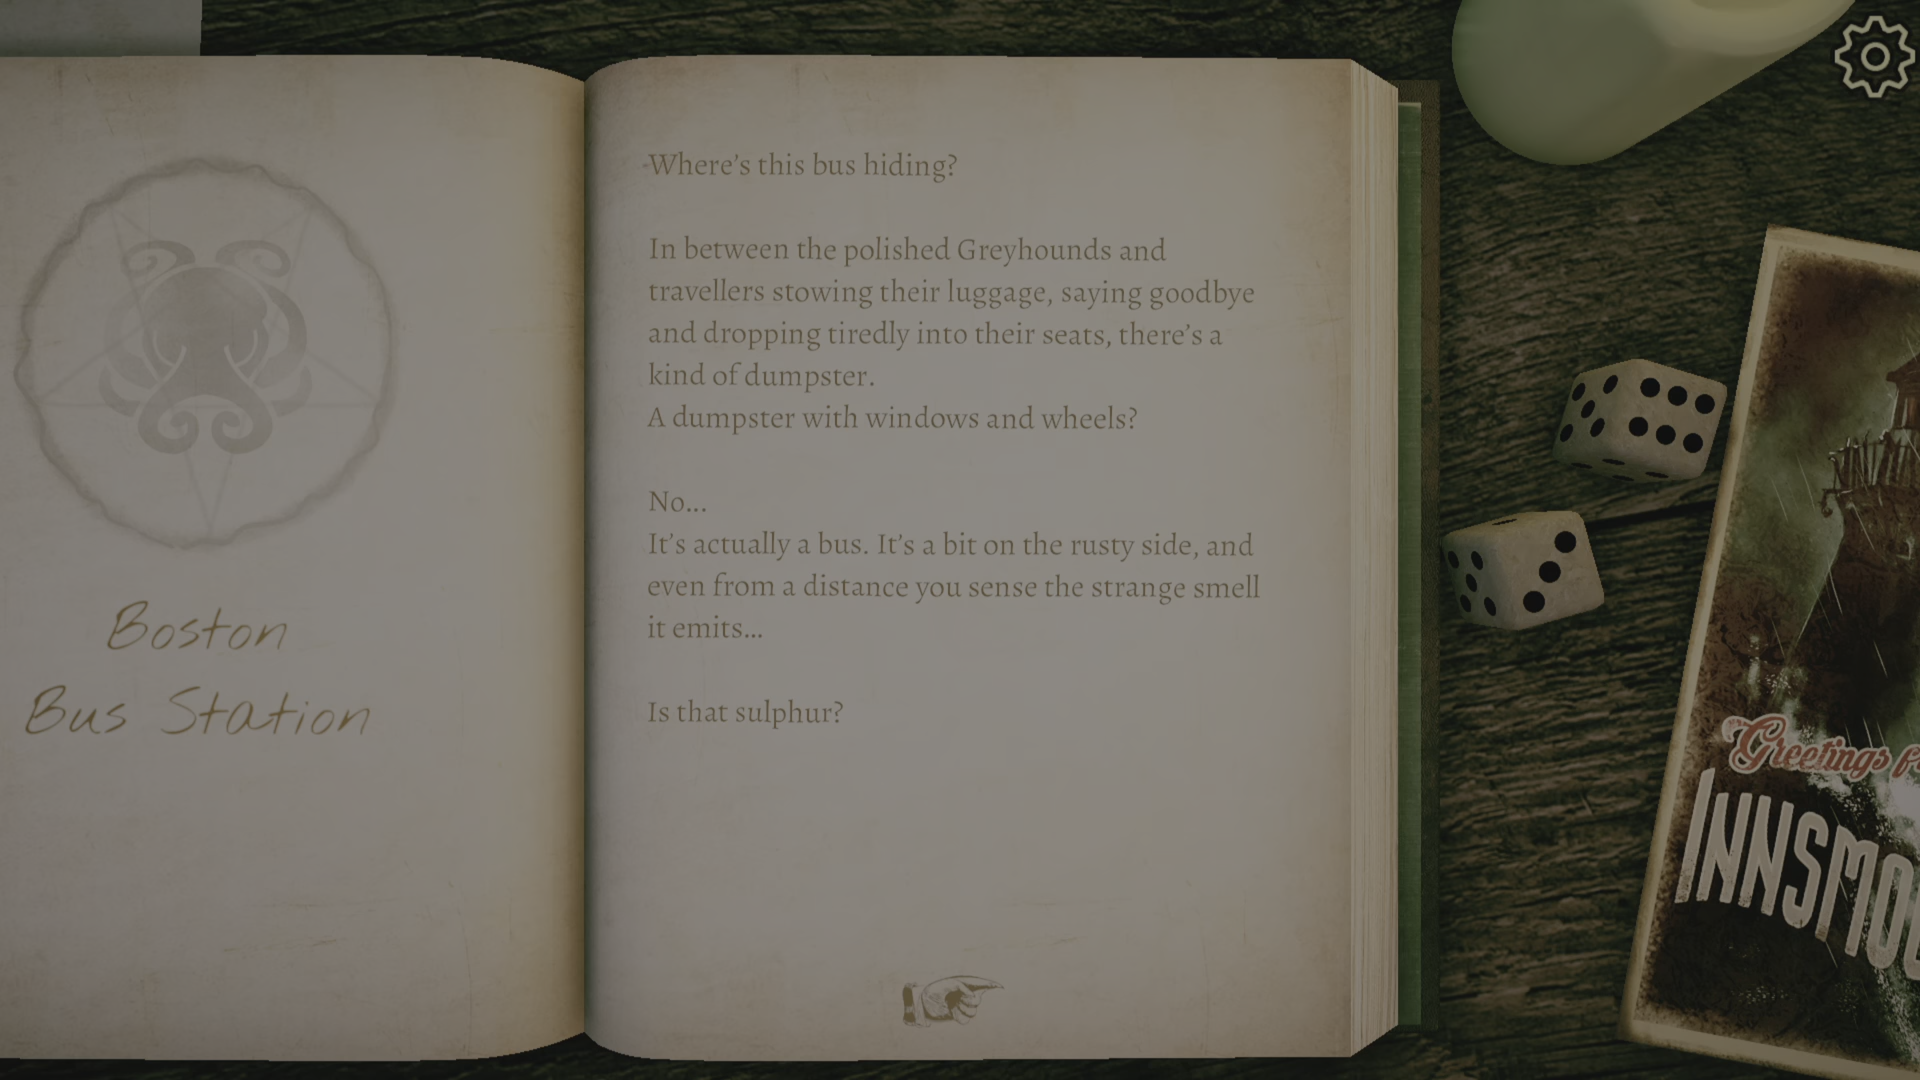 Boston
Bus Station
-Where's this bus hiding?
In between the polished Greyhounds and
travellers stowing their luggage, saying goodbye
and dropping tiredly into their seats, there's a
kind of dumpster.
A dumpster with windows and wheels?
No...
It's actually a bus. It's a bit on the rusty side, and
even from a distance you sense the strange smell
it emits...
Is that sulphur?
Greetings